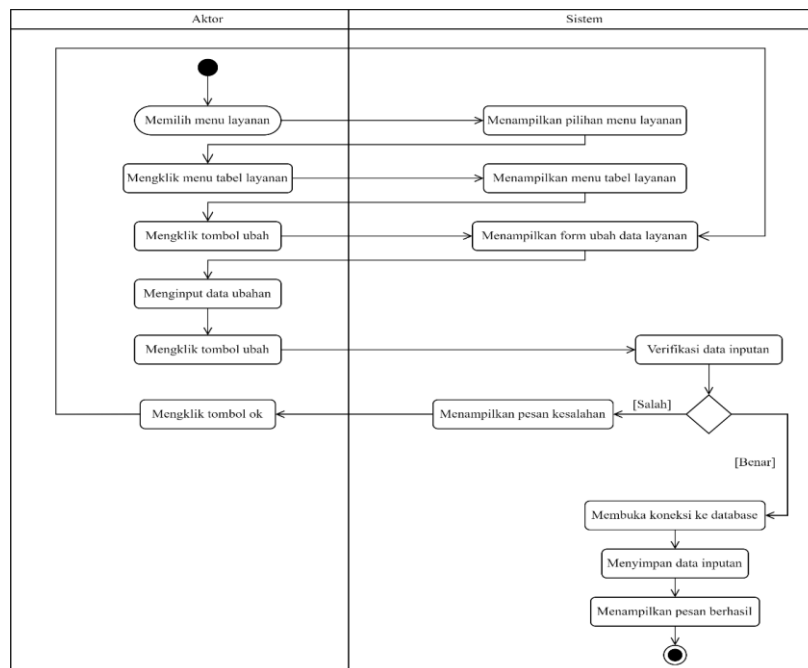 Aktor
Sistem
Memilih menu layanan
Menampilkan pilihan menu layanan
Mengklik menu tabel layanan
Menampilkan menu tabel layanan
Mengklik tombol ubah
Menampilkan form ubah data layanan
Menginput data ubahan
Mengklik tombol ubah
Verifikasi data inputan
Mengklik tombol ok
Menampilkan pesan kesalahan
[Salah]
[Benar]
Membuka koneksi ke database
Menyimpan data inputan
Menampilkan pesan berhasil